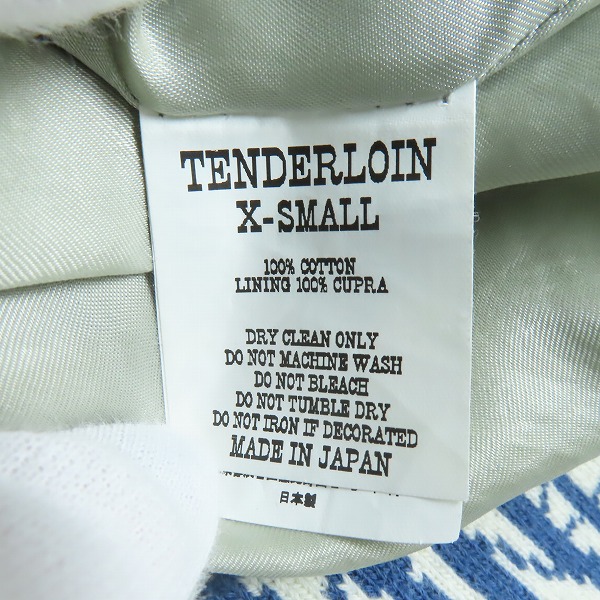 TENDERLOIN
X-SMALL
100% COTTON
LINING 100% CUPRA
DRY CLEAN ONLY
DO NOT MACHINE WASH
DO NOT BLEACH
DO NOT TUMBLE DRY
DO NOT IRON IF DECORATED
MADE IN JAPAN
日本製